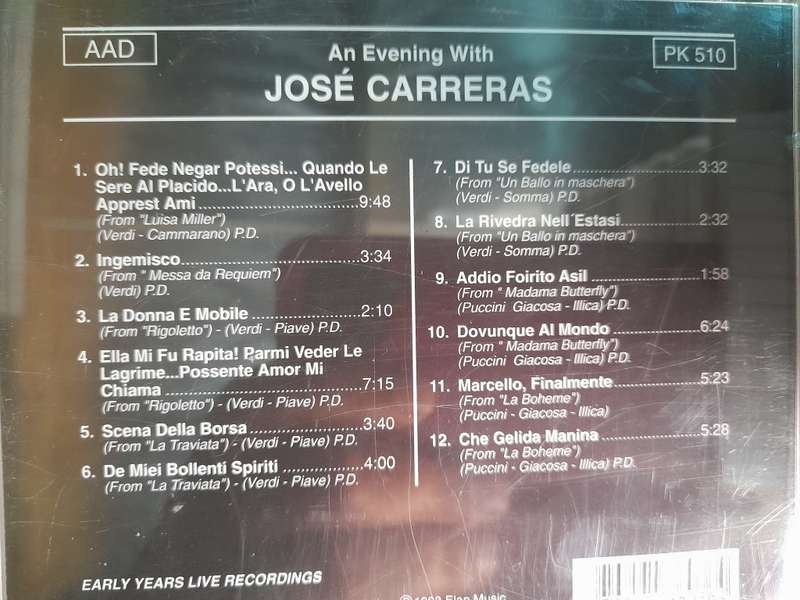 AAD
An Evening With
PK 510
JOSÉ CARRERAS
1. Oh! Fede Negar Potessi... Quando Le
Sere Al Placido...L'Ara, O L'Avello
Apprest Ami.....9:48
(From "Luisa Miller")
(Verdi - Cammarano) P.D.
2. Ingemisco.....3:34
(From " Messa da Requiem")
(Verdi) P.D.
3. La Donna E Mobile.....2:10
(From "Rigoletto") - (Verdi - Piave) P.D.
4. Ella Mi Fu Rapita! Parmi Veder Le
Lagrime...Possente Amor Mi
Chiama.....7:15
(From "Rigoletto") - (Verdi - Piave) P.D.
5. Scena Della Borsa.....3:40
(From "La Traviata") - (Verdi - Piave) P.D.
6. De Miei Bollenti Spiriti.....4:00
(From "La Traviata") - (Verdi - Piave) P.D.
7. Di Tu Se Fedele.....3:32
(From "Un Ballo in maschera")
(Verdi - Somma) P.D.
8. La Rivedra Nell´Estasi.....2:32
(From "Un Ballo in maschera")
(Verdi - Somma) P.D.
9. Addio Foirito Asil.....1:58
(From " Madama Butterfly")
(Puccini Giacosa - Illica) P.D.
10. Dovunque Al Mondo.....6:24
(From " Madama Butterfly")
(Puccini Giacosa - Illica) P.D.
11. Marcello, Finalmente.....5:23
(From "La Boheme")
(Puccini - Giacosa - Illica)
12. Che Gelida Manina.....5:28
(From "La Boheme")
(Puccini - Giacosa - Illica) P.D.
EARLY YEARS LIVE RECORDINGS
Music